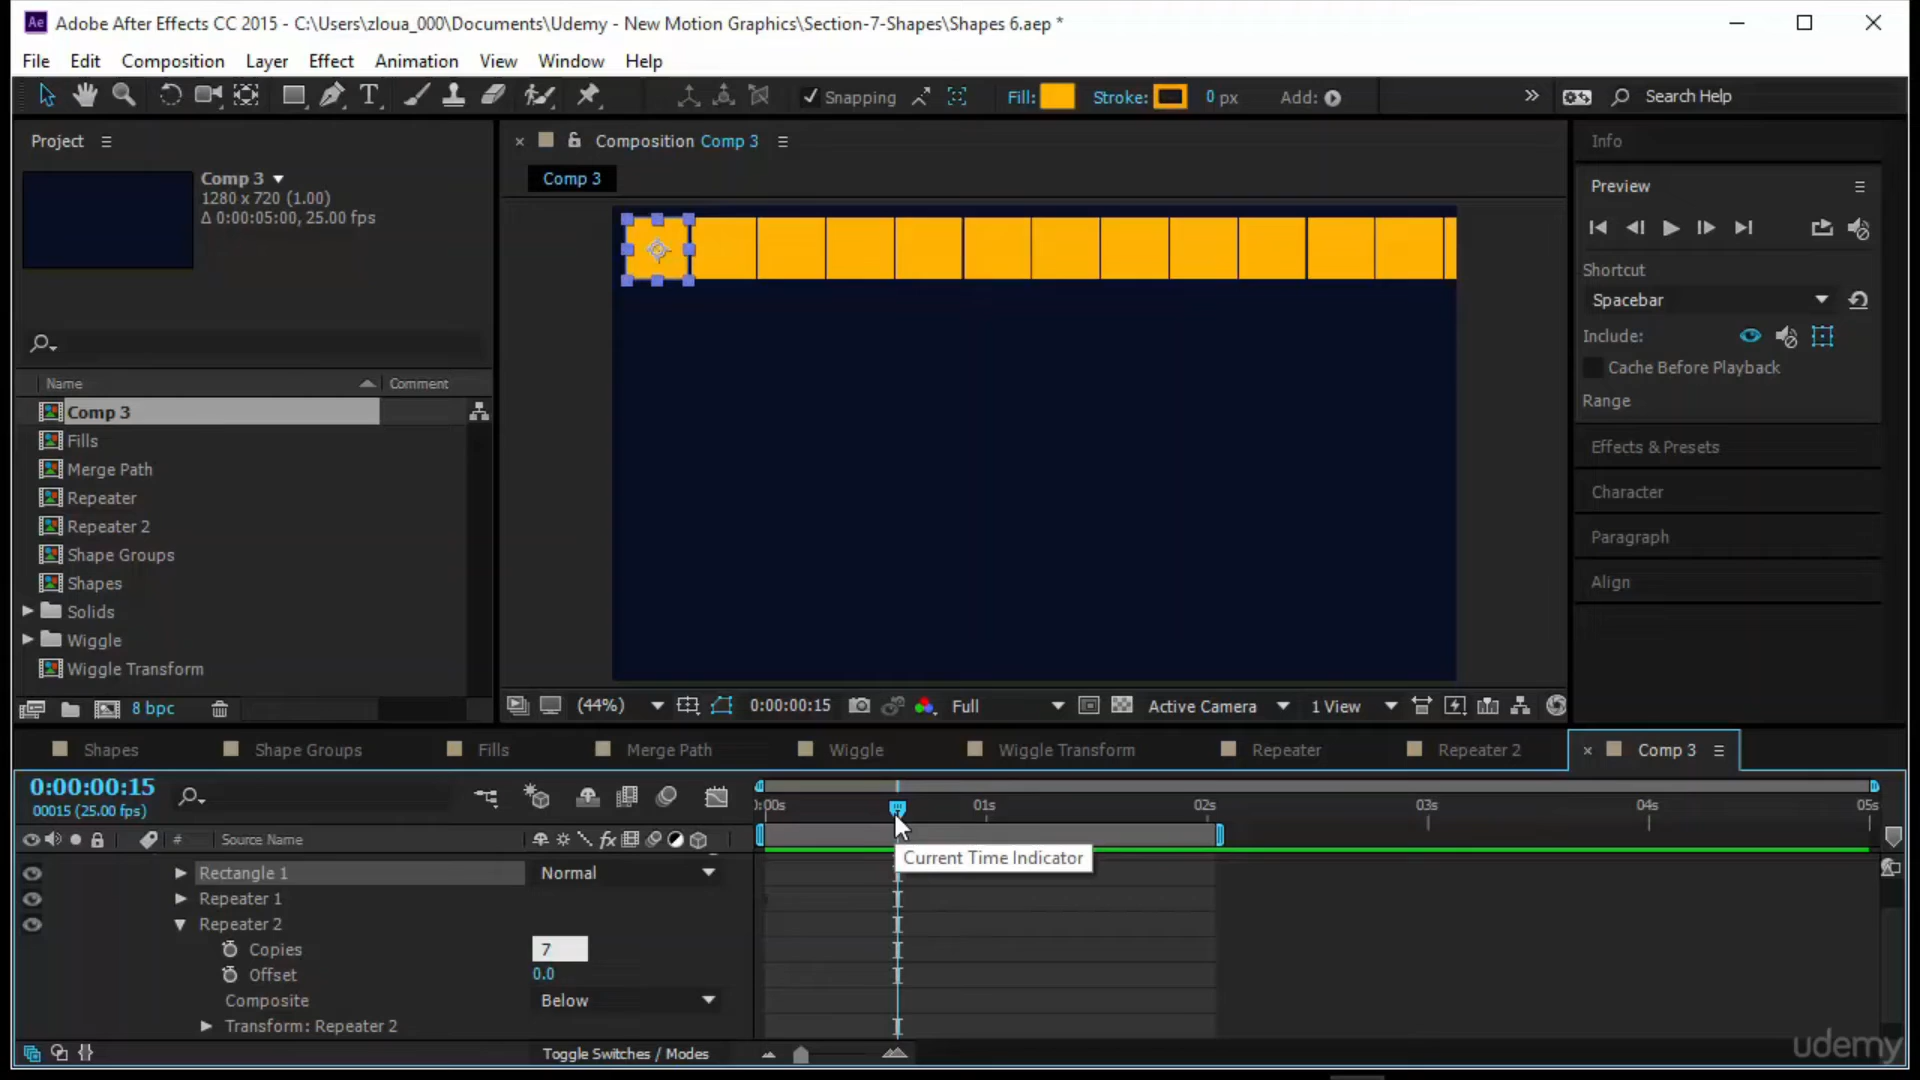 Ae Adobe After Effects CC 2015 - C:\Users\zloua_000\Documents\Udemy - New Motion Graphics\Section-7-Shapes\Shapes 6.aep *
File Edit Composition Layer Effect Animation View Window Help
T Snapping Fill: Stroke: 0 px Add: Search Help
Project
Comp 3
1280 x 720 (1.00)
Δ 0:00:05:00, 25.00 fps
Name Comment
Comp 3
Fills
Merge Path
Repeater
Repeater 2
Shape Groups
Shapes
Solids
Wiggle
Wiggle Transform
8 bpc
Composition Comp 3
Comp 3
(44%) 0:00:00:15 Full Active Camera 1 View
Info
Preview
Shortcut
Spacebar
Include:
Cache Before Playback
Range
Effects & Presets
Character
Paragraph
Align
Shapes Shape Groups Fills Merge Path Wiggle Wiggle Transform Repeater Repeater 2 Comp 3
0:00:00:15
00015 (25.00 fps)
# Source Name fx
):00s 01s 02s 03s 04s 05s
Current Time Indicator
Rectangle 1 Normal
Repeater 1
Repeater 2
Copies 7
Offset 0.0
Composite Below
Transform: Repeater 2
Toggle Switches / Modes
udemy